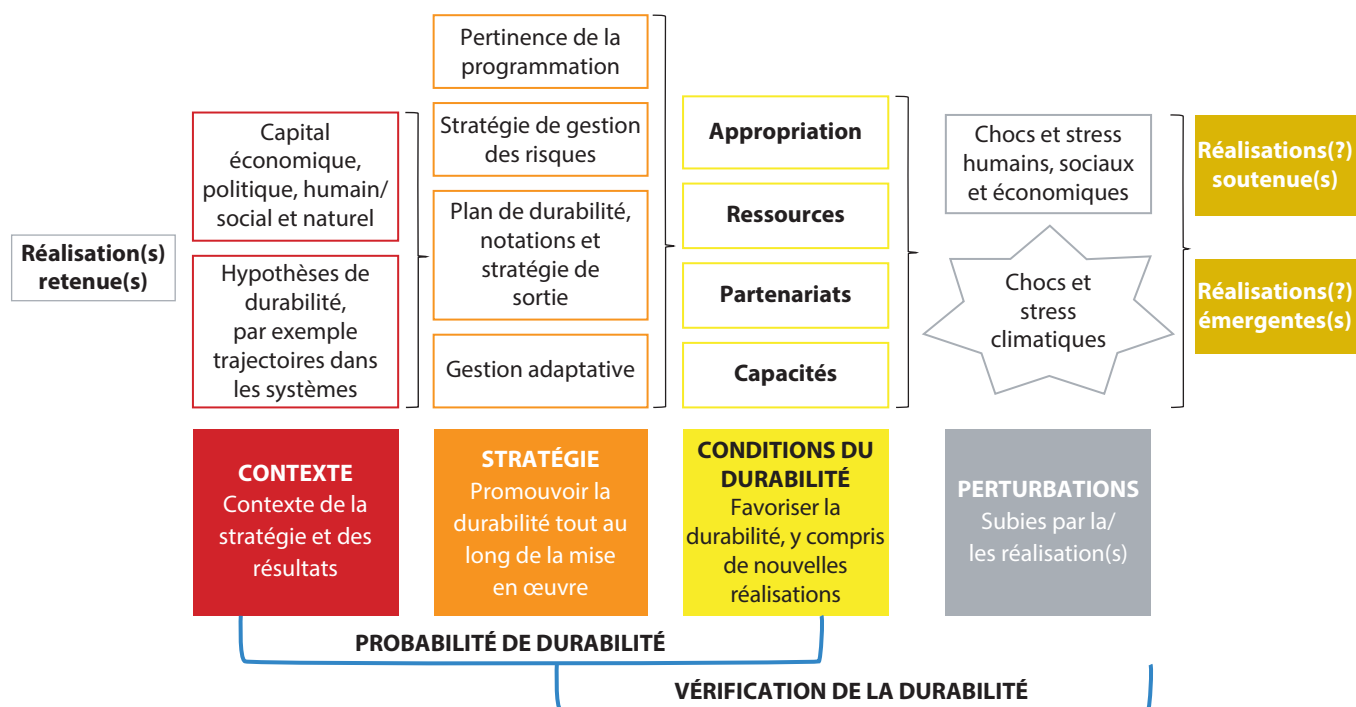 Réalisation(s)
retenue(s)
Capital
économique,
politique, humain/
social et naturel
Hypothèses de
durabilité,
par exemple
trajectoires dans
les systèmes
Pertinence de la
programmation
Stratégie de gestion
des risques
Plan de durabilité,
notations et
stratégie de
sortie
Gestion adaptative
Appropriation
Ressources
Partenariats
Capacités
Chocs et stress
humains, sociaux
et économiques
Chocs et
stress
climatiques
Réalisations(?)
soutenue(s)
Réalisations(?)
émergentes(s)
CONTEXTE
Contexte de la
stratégie et des
résultats
STRATÉGIE
Promouvoir la
durabilité tout au
long de la mise
en œuvre
CONDITIONS DU
DURABILITÉ
Favoriser la
durabilité, y compris
de nouvelles
réalisations
PERTURBATIONS
Subies par la/
les réalisation(s)
PROBABILITÉ DE DURABILITÉ
VÉRIFICATION DE LA DURABILITÉ